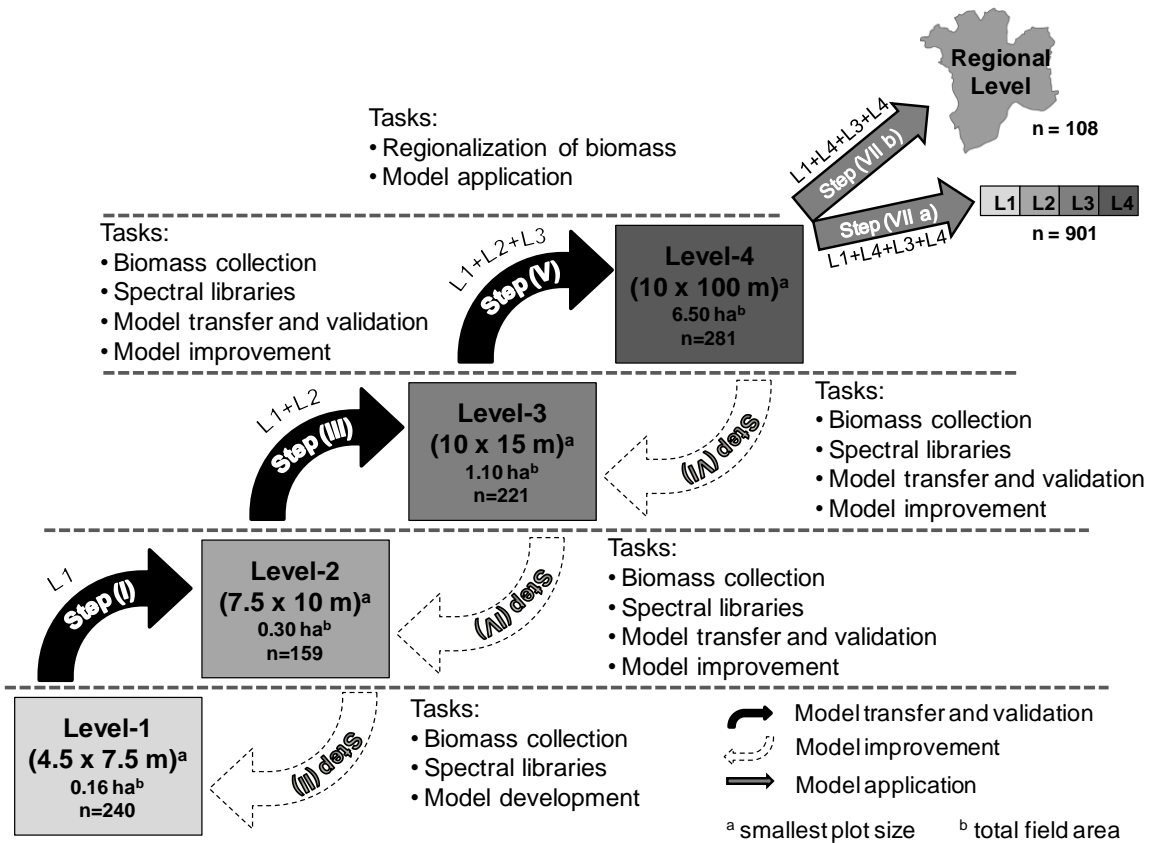 Regional
Level
n = 108
L1+L4+L3+L4
Step (VII b)
Tasks:
• Regionalization of biomass
• Model application
L1 L2 L3 L4
n = 901
Step (VII a)
L1+L4+L3+L4
Tasks:
• Biomass collection
• Spectral libraries
• Model transfer and validation
• Model improvement
L1+L2+L3
Step (V)
Level-4
(10 x 100 m)ᵃ
6.50 haᵇ
n=281
L1+L2
Step (III)
Level-3
(10 x 15 m)ᵃ
1.10 haᵇ
n=221
Step (VI)
Tasks:
• Biomass collection
• Spectral libraries
• Model transfer and validation
• Model improvement
L1
Step (I)
Level-2
(7.5 x 10 m)ᵃ
0.30 haᵇ
n=159
Step (IV)
Tasks:
• Biomass collection
• Spectral libraries
• Model transfer and validation
• Model improvement
Level-1
(4.5 x 7.5 m)ᵃ
0.16 haᵇ
n=240
Step (II)
Tasks:
• Biomass collection
• Spectral libraries
• Model development
Model transfer and validation
Model improvement
Model application
ᵃ smallest plot size ᵇ total field area